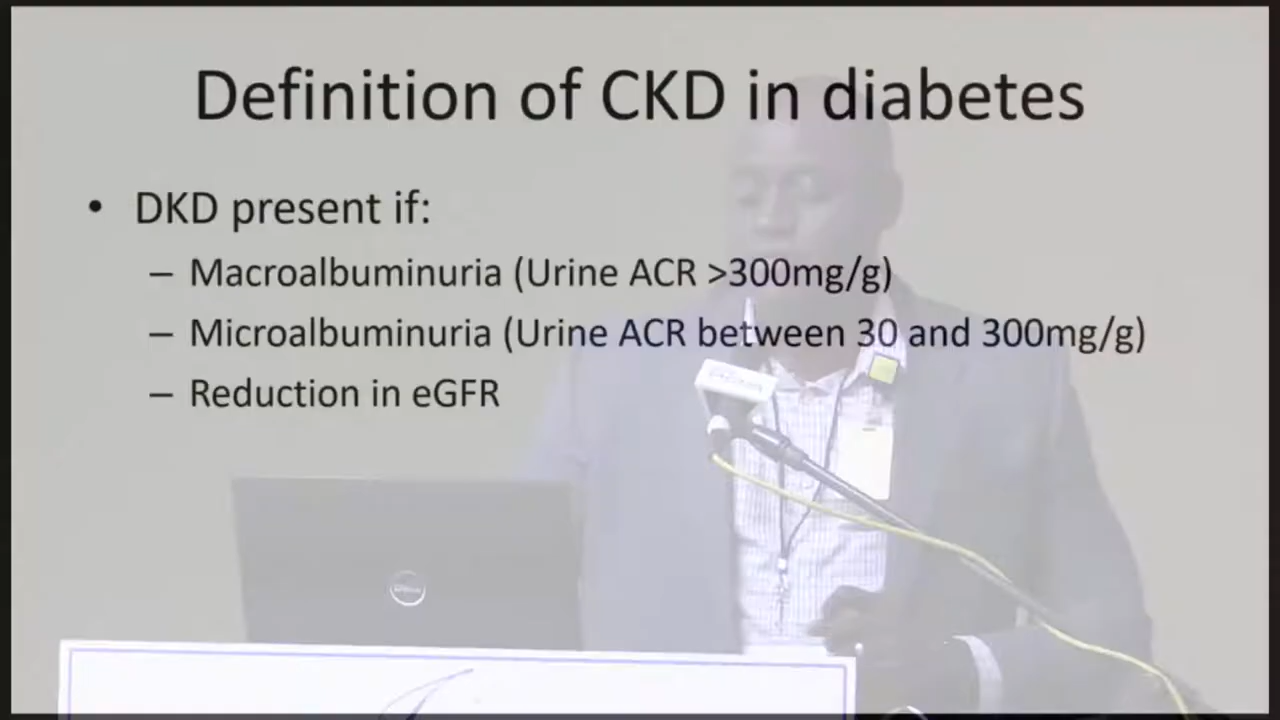 Definition of CKD in diabetes
• DKD present if:
– Macroalbuminuria (Urine ACR >300mg/g)
– Microalbuminuria (Urine ACR between 30 and 300mg/g)
– Reduction in eGFR